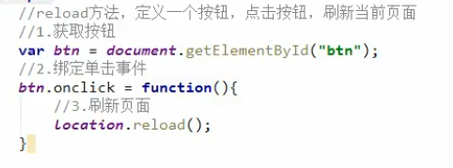 //reload方法，定义一个按钮，点击按钮，刷新当前页面
//1.获取按钮
var btn = document.getElementById("btn");
//2.绑定单击事件
btn.onclick = function(){
    //3.刷新页面
    location.reload();
}